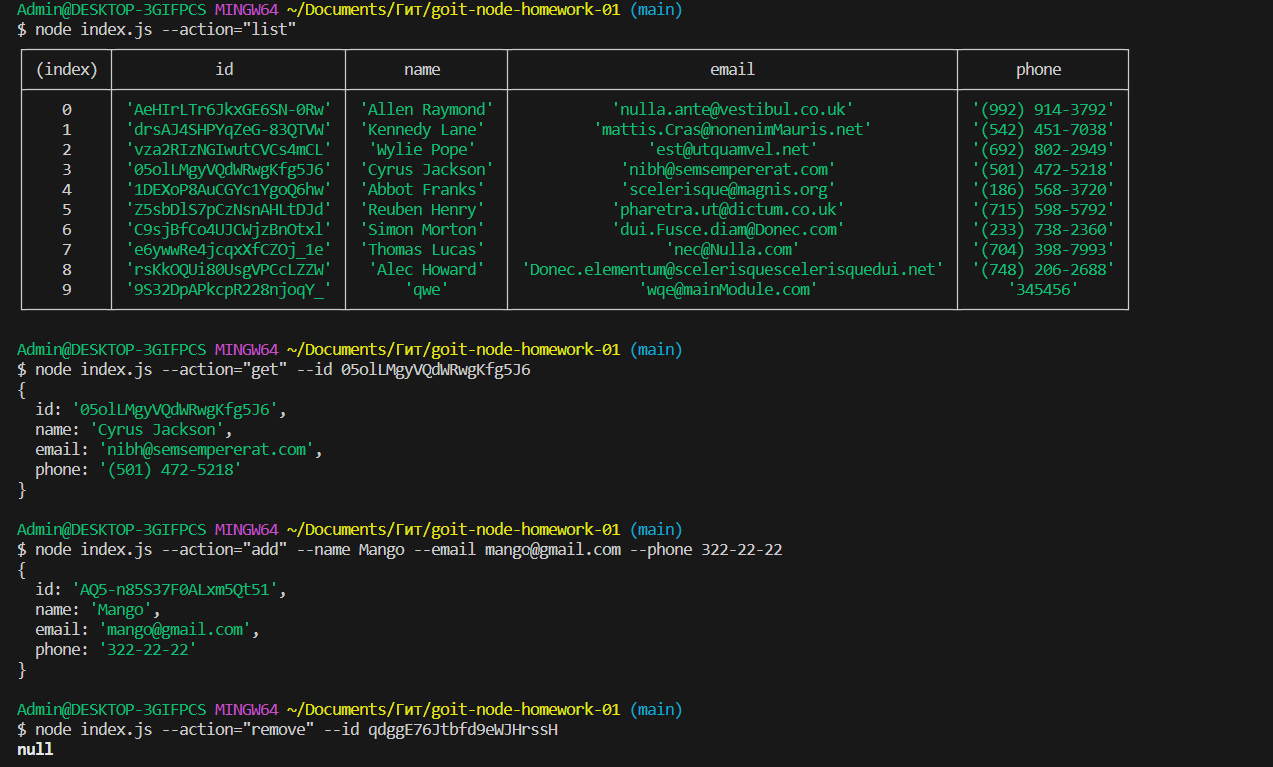 Admin@DESKTOP-3GIFPCS MINGW64 ~/Documents/Гит/goit-node-homework-01 (main)
$ node index.js --action="list"
(index) id name email phone
0 'AeHIrLTr6JkxGE6SN-0Rw' 'Allen Raymond' 'nulla.ante@vestibul.co.uk' '(992) 914-3792'
1 'drsAJ4SHPYqZeG-83QTVW' 'Kennedy Lane' 'mattis.Cras@nonenimMauris.net' '(542) 451-7038'
2 'vza2RIzNGIwutCVCs4mCL' 'Wylie Pope' 'est@utquamvel.net' '(692) 802-2949'
3 '05olLMgyVQdWRwgKfg5J6' 'Cyrus Jackson' 'nibh@semsempererat.com' '(501) 472-5218'
4 '1DEXoP8AuCGYc1YgoQ6hw' 'Abbot Franks' 'scelerisque@magnis.org' '(186) 568-3720'
5 'Z5sbDlS7pCzNsnAHLtDJd' 'Reuben Henry' 'pharetra.ut@dictum.co.uk' '(715) 598-5792'
6 'C9sjBfCo4UJCWjzBnOtxl' 'Simon Morton' 'dui.Fusce.diam@Donec.com' '(233) 738-2360'
7 'e6ywwRe4jcqxXfCZOj_1e' 'Thomas Lucas' 'nec@Nulla.com' '(704) 398-7993'
8 'rsKkOQUi80UsgVPCcLZZW' 'Alec Howard' 'Donec.elementum@scelerisquescelerisquedui.net' '(748) 206-2688'
9 '9S32DpAPkcpR228njoqY_' 'qwe' 'wqe@mainModule.com' '345456'
Admin@DESKTOP-3GIFPCS MINGW64 ~/Documents/Гит/goit-node-homework-01 (main)
$ node index.js --action="get" --id 05olLMgyVQdWRwgKfg5J6
{
id: '05olLMgyVQdWRwgKfg5J6',
name: 'Cyrus Jackson',
email: 'nibh@semsempererat.com',
phone: '(501) 472-5218'
}
Admin@DESKTOP-3GIFPCS MINGW64 ~/Documents/Гит/goit-node-homework-01 (main)
$ node index.js --action="add" --name Mango --email mango@gmail.com --phone 322-22-22
{
id: 'AQ5-n85S37F0ALxm5Qt51',
name: 'Mango',
email: 'mango@gmail.com',
phone: '322-22-22'
}
Admin@DESKTOP-3GIFPCS MINGW64 ~/Documents/Гит/goit-node-homework-01 (main)
$ node index.js --action="remove" --id qdggE76Jtbfd9eWJHrssH
null